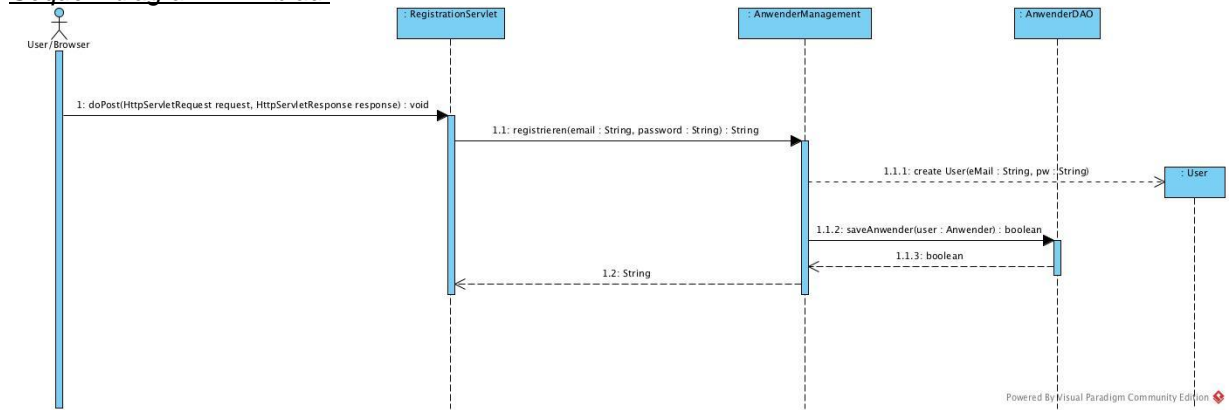 : RegistrationServlet
: AnwenderManagement
: AnwenderDAO
User/Browser
1: doPost(HttpServletRequest request, HttpServletResponse response) : void
1.1: registrieren(email : String, password : String) : String
1.1.1: create User(eMail : String, pw : String)
: User
1.1.2: saveAnwender(user : Anwender) : boolean
1.1.3: boolean
1.2: String
Powered By Visual Paradigm Community Edition